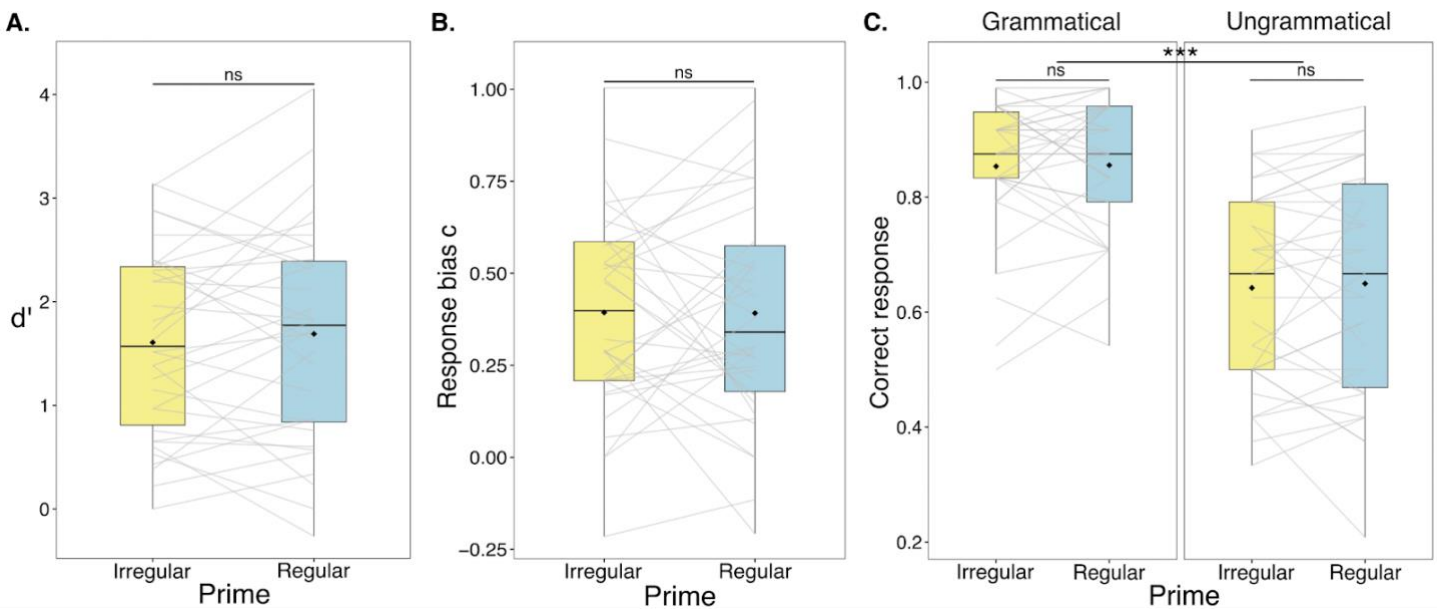 A.
ns
d'
4
3
2
1
0
Irregular Regular
Prime
B.
ns
Response bias c
1.00
0.75
0.50
0.25
0.00
−0.25
Irregular Regular
Prime
C.
Grammatical Ungrammatical
***
ns ns
Correct response
1.0
0.8
0.6
0.4
0.2
Irregular Regular Irregular Regular
Prime